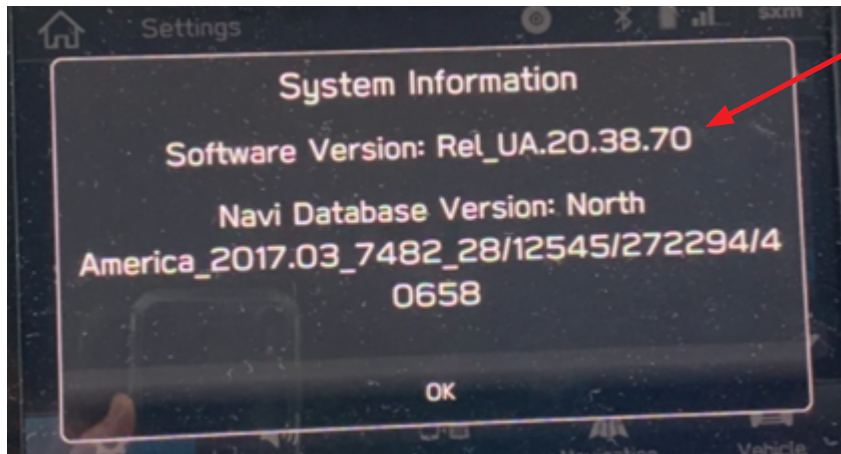 Settings
sxm
System Information
Software Version: Rel_UA.20.38.70
Navi Database Version: North
America_2017.03_7482_28/12545/272294/4
0658
OK
Navigation
Vehicle